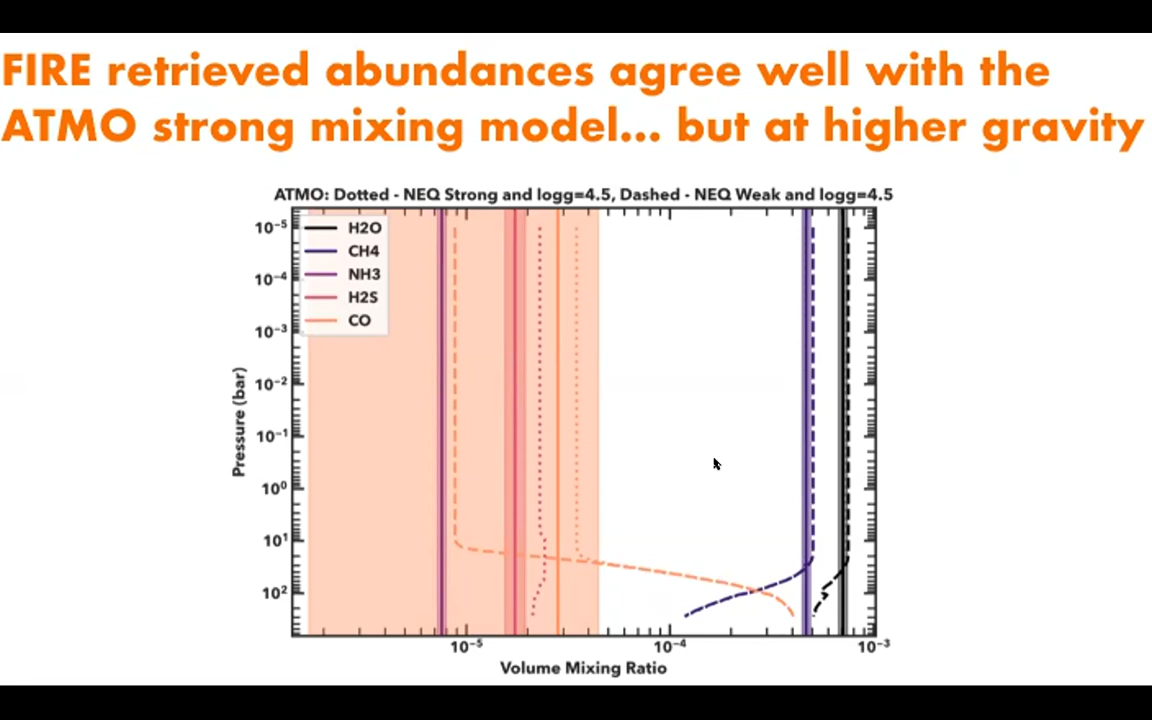 FIRE retrieved abundances agree well with the
ATMO strong mixing model... but at higher gravity
ATMO: Dotted - NEQ Strong and logg=4.5, Dashed - NEQ Weak and logg=4.5
H2O
CH4
NH3
H2S
CO
Pressure (bar)
10⁻⁵
10⁻⁴
10⁻³
10⁻²
10⁻¹
10⁰
10¹
10²
10⁻⁵ 10⁻⁴ 10⁻³
Volume Mixing Ratio